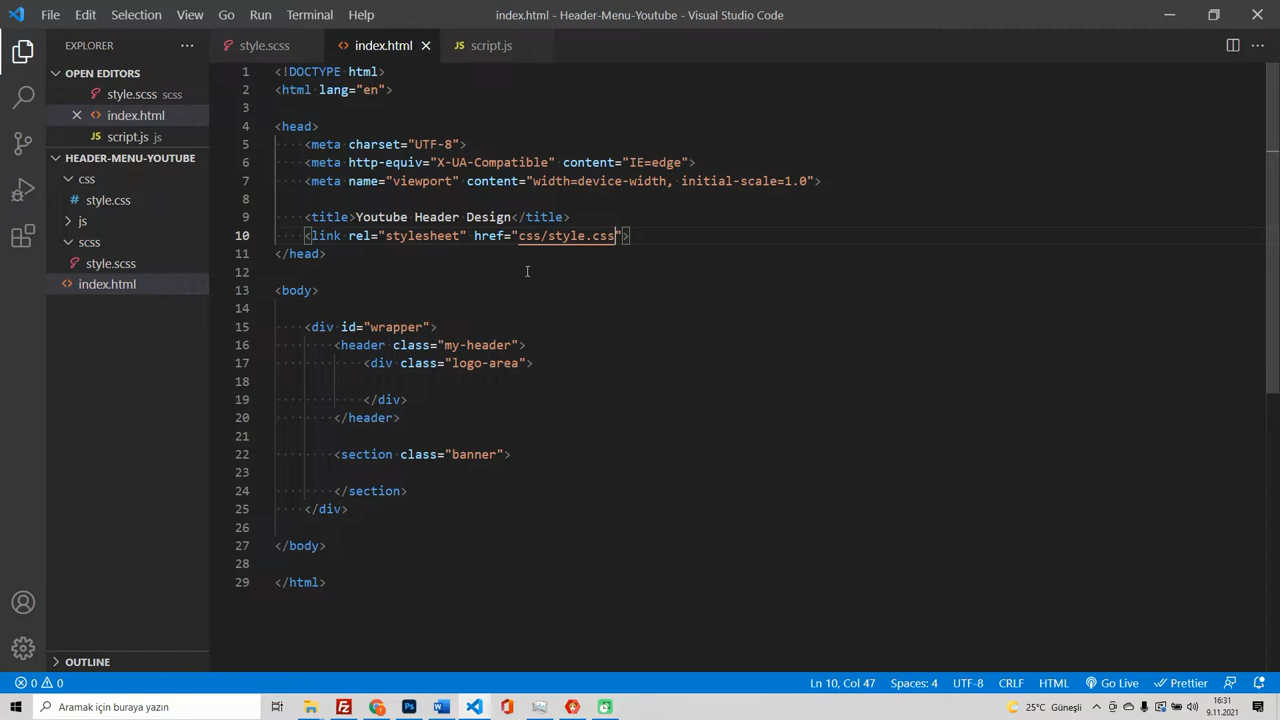 File Edit Selection View Go Run Terminal Help
index.html - Header-Menu-Youtube - Visual Studio Code
EXPLORER
OPEN EDITORS
style.scss scss
index.html
script.js js
HEADER-MENU-YOUTUBE
css
style.css
js
scss
style.scss
index.html
OUTLINE
style.scss index.html script.js
1 <!DOCTYPE html>
2 <html lang="en">
3
4 <head>
5 <meta charset="UTF-8">
6 <meta http-equiv="X-UA-Compatible" content="IE=edge">
7 <meta name="viewport" content="width=device-width, initial-scale=1.0">
8
9 <title>Youtube Header Design</title>
10 <link rel="stylesheet" href="css/style.css">
11 </head>
12
13 <body>
14
15 <div id="wrapper">
16 <header class="my-header">
17 <div class="logo-area">
18
19 </div>
20 </header>
21
22 <section class="banner">
23
24 </section>
25 </div>
26
27 </body>
28
29 </html>
0 0
Ln 10, Col 47 Spaces: 4 UTF-8 CRLF HTML Go Live Prettier
Aramak için buraya yazın
25°C Güneşli
16:31
9.11.2021